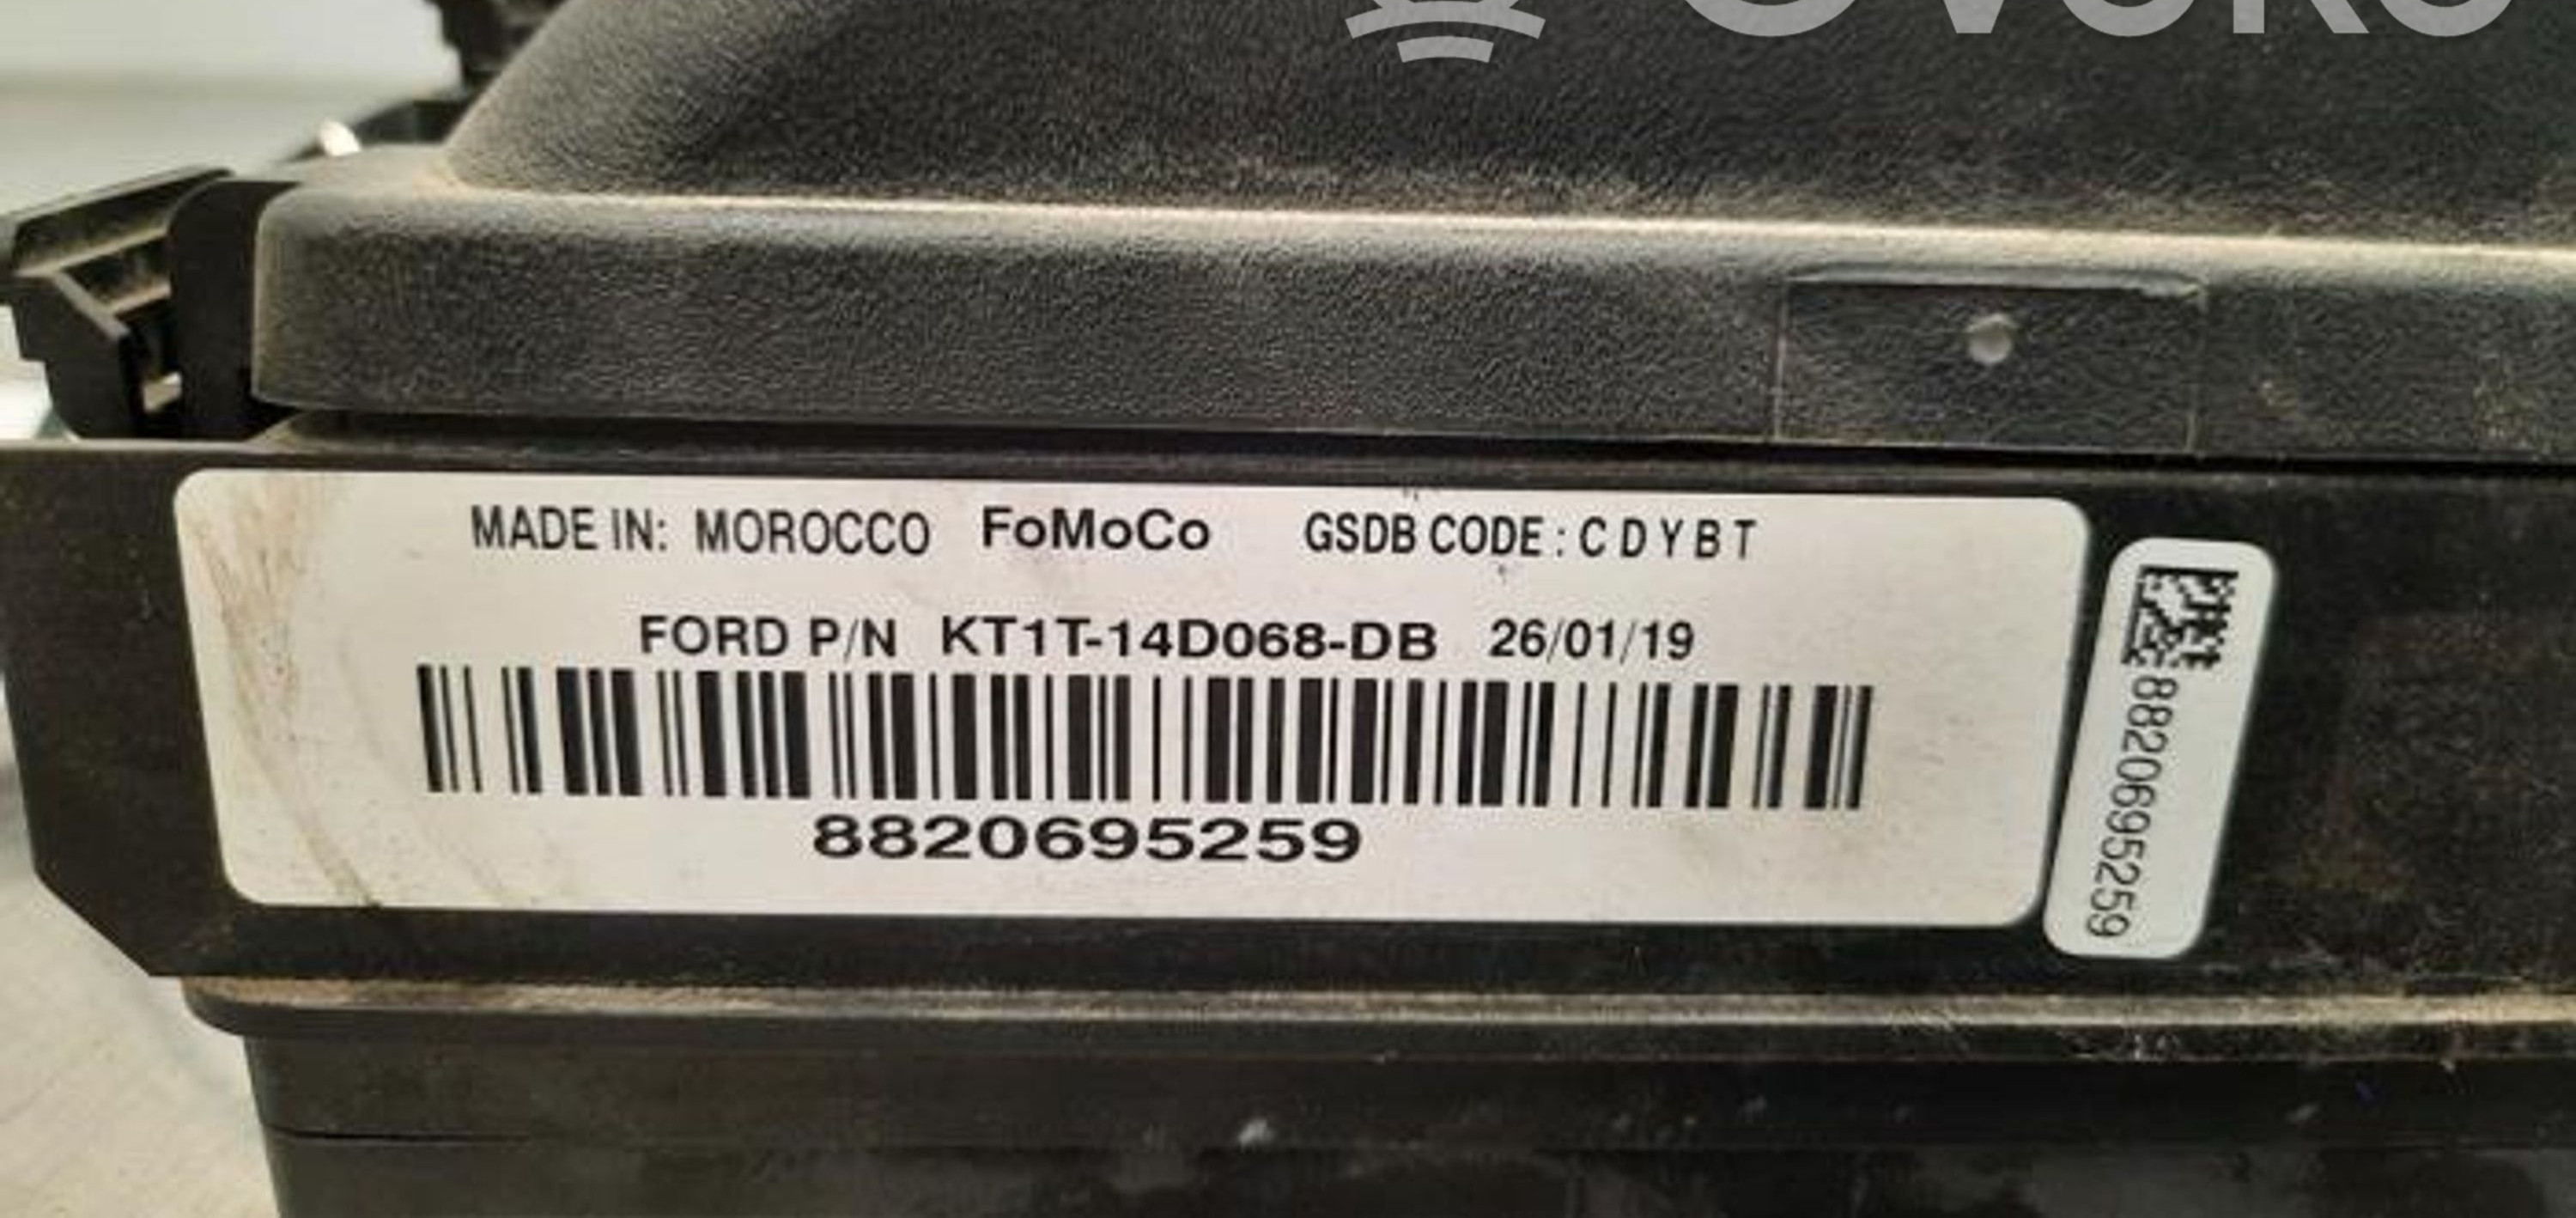 MADE IN: MOROCCO FoMoCo GSDB CODE : C D Y B T
FORD P/N KT1T-14D068-DB 26/01/19
8820695259
8820695259